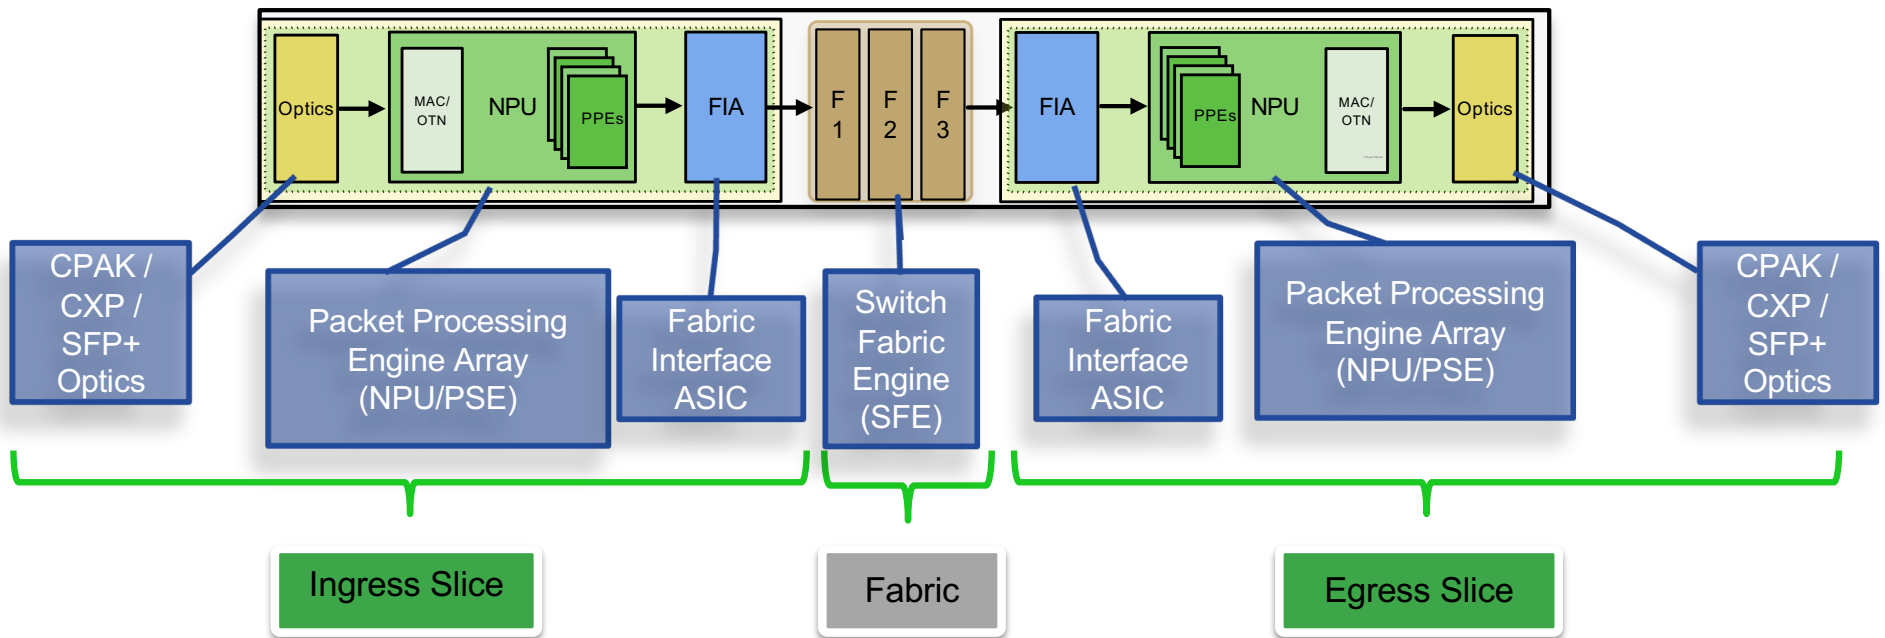 Optics
MAC/
OTN
NPU
PPEs
FIA
F
1
F
2
F
3
FIA
PPEs
NPU
MAC/
OTN
Optics
CPAK /
CXP /
SFP+
Optics
Packet Processing
Engine Array
(NPU/PSE)
Fabric
Interface
ASIC
Switch
Fabric
Engine
(SFE)
Fabric
Interface
ASIC
Packet Processing
Engine Array
(NPU/PSE)
CPAK /
CXP /
SFP+
Optics
Ingress Slice
Fabric
Egress Slice